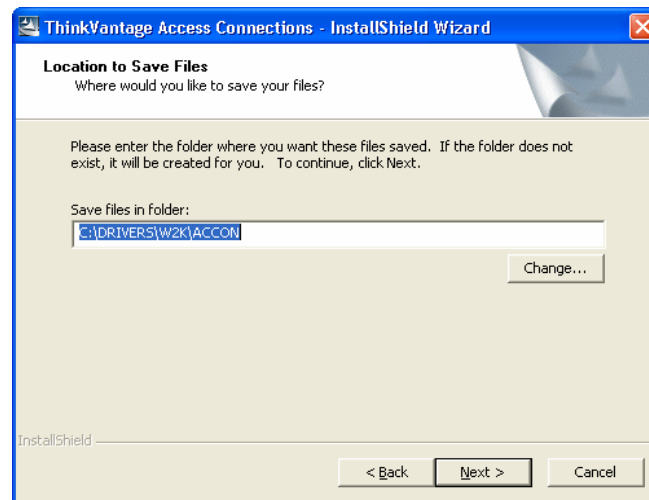 ThinkVantage Access Connections - InstallShield Wizard
Location to Save Files
Where would you like to save your files?
Please enter the folder where you want these files saved.  If the folder does not
exist, it will be created for you.   To continue, click Next.
Save files in folder:
C:\DRIVERS\W2K\ACCON
Change...
InstallShield
< Back
Next >
Cancel